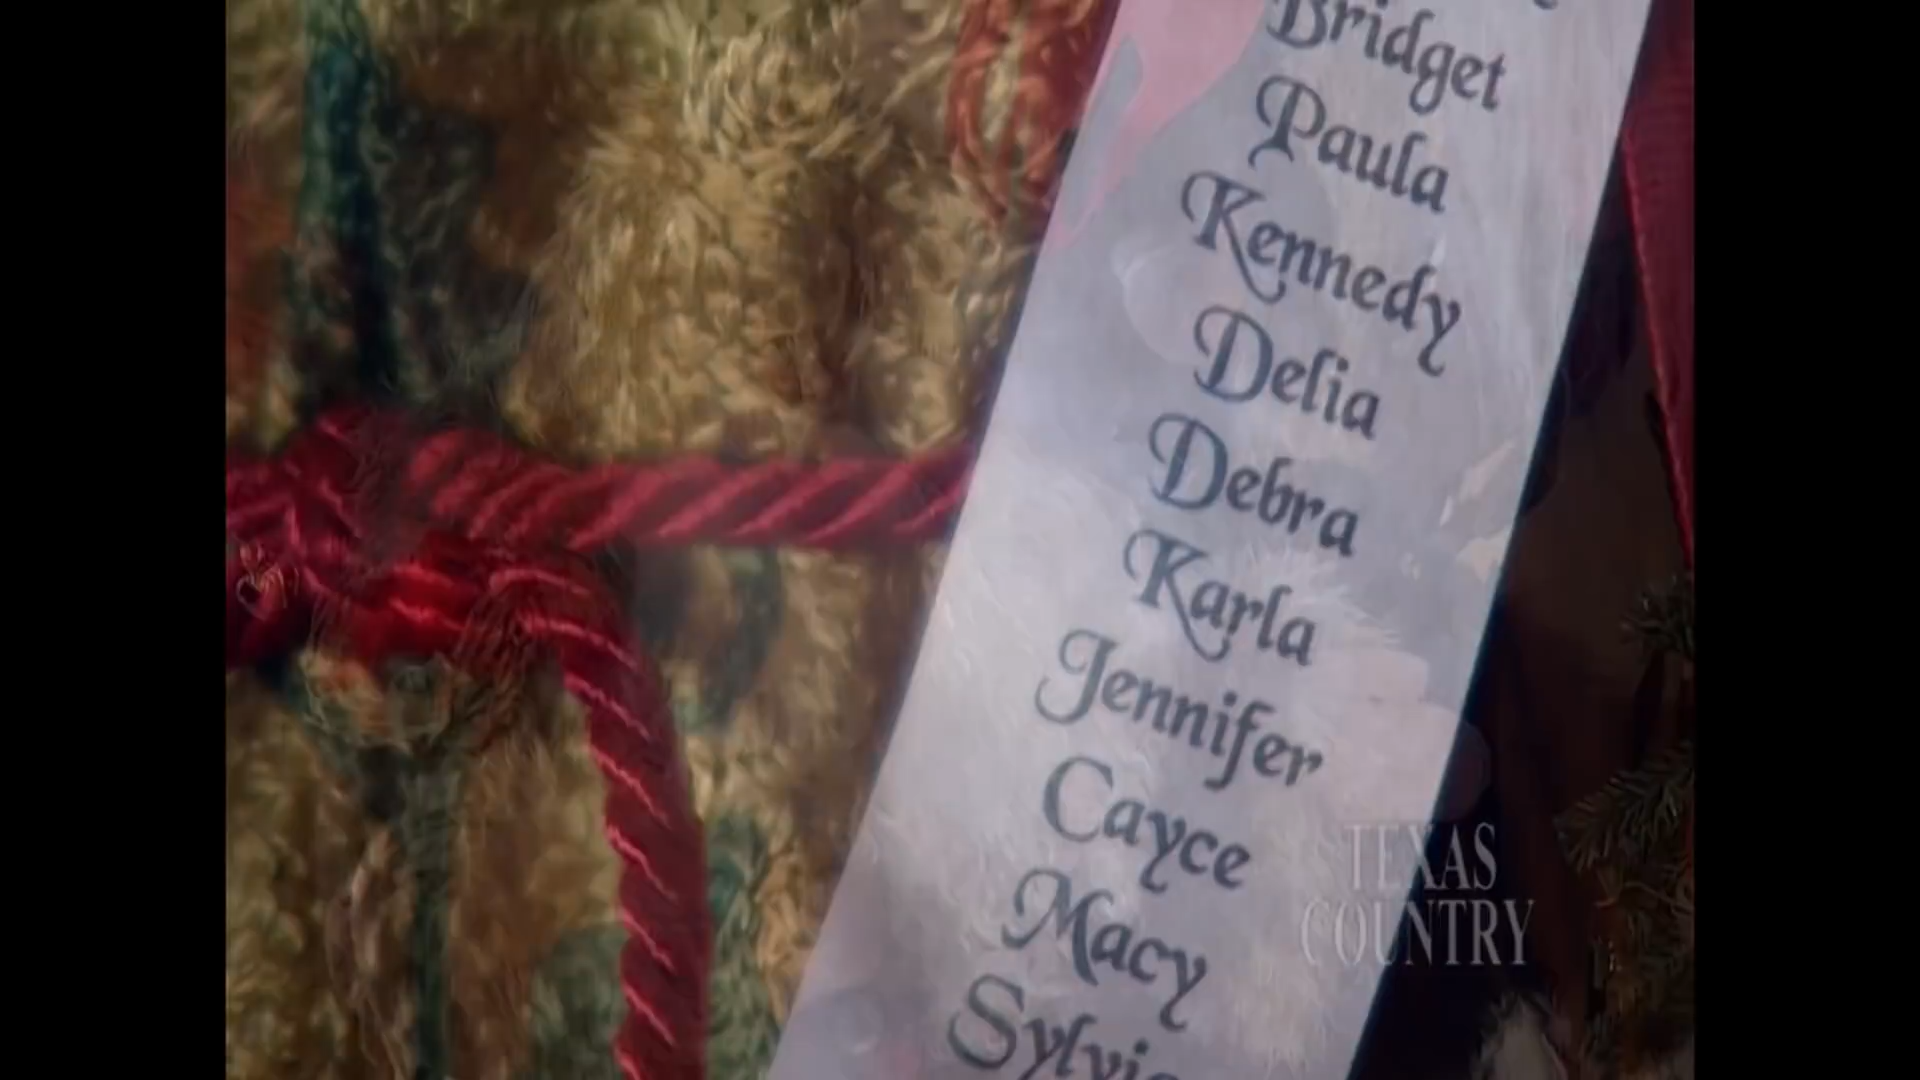 Bridget
Paula
Kennedy
Delia
Debra
Karla
Jennifer
Cayce
Macy
TEXAS
COUNTRY